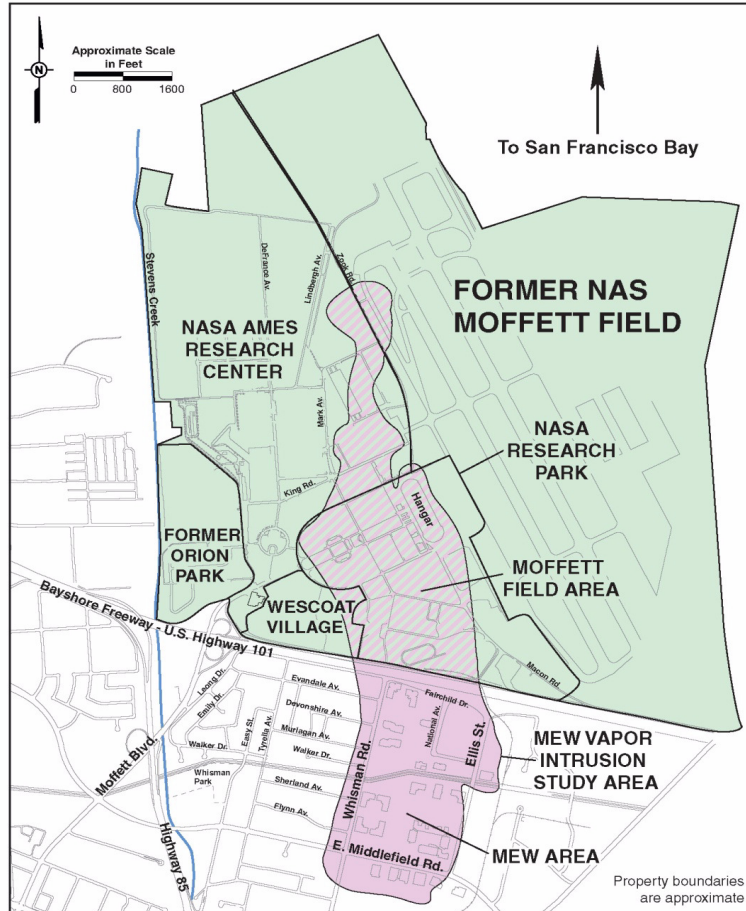 Approximate Scale
in Feet
N
0 800 1600
To San Francisco Bay
Stevens Creek
DeFrance Av.
Lindbergh Av.
Zook Rd.
FORMER NAS
MOFFETT FIELD
NASA AMES
RESEARCH
CENTER
Mark Av.
NASA
RESEARCH
PARK
King Rd.
Hangar
FORMER
ORION
PARK
MOFFETT
FIELD AREA
WESCOAT
VILLAGE
Bayshore Freeway - U.S. Highway 101
Macon Rd.
Leong Dr.
Emily Dr.
Evandale Av.
Fairchild Dr.
Easy St.
Tyrella Av.
Devonshire Av.
National Av.
Ellis St.
Moffett Blvd.
Walker Dr.
Murlagan Av.
Walker Dr.
Whisman Rd.
MEW VAPOR
INTRUSION
STUDY AREA
Whisman
Park
Sherland Av.
Flynn Av.
Highway 85
E. Middlefield Rd.
MEW AREA
Property boundaries
are approximate